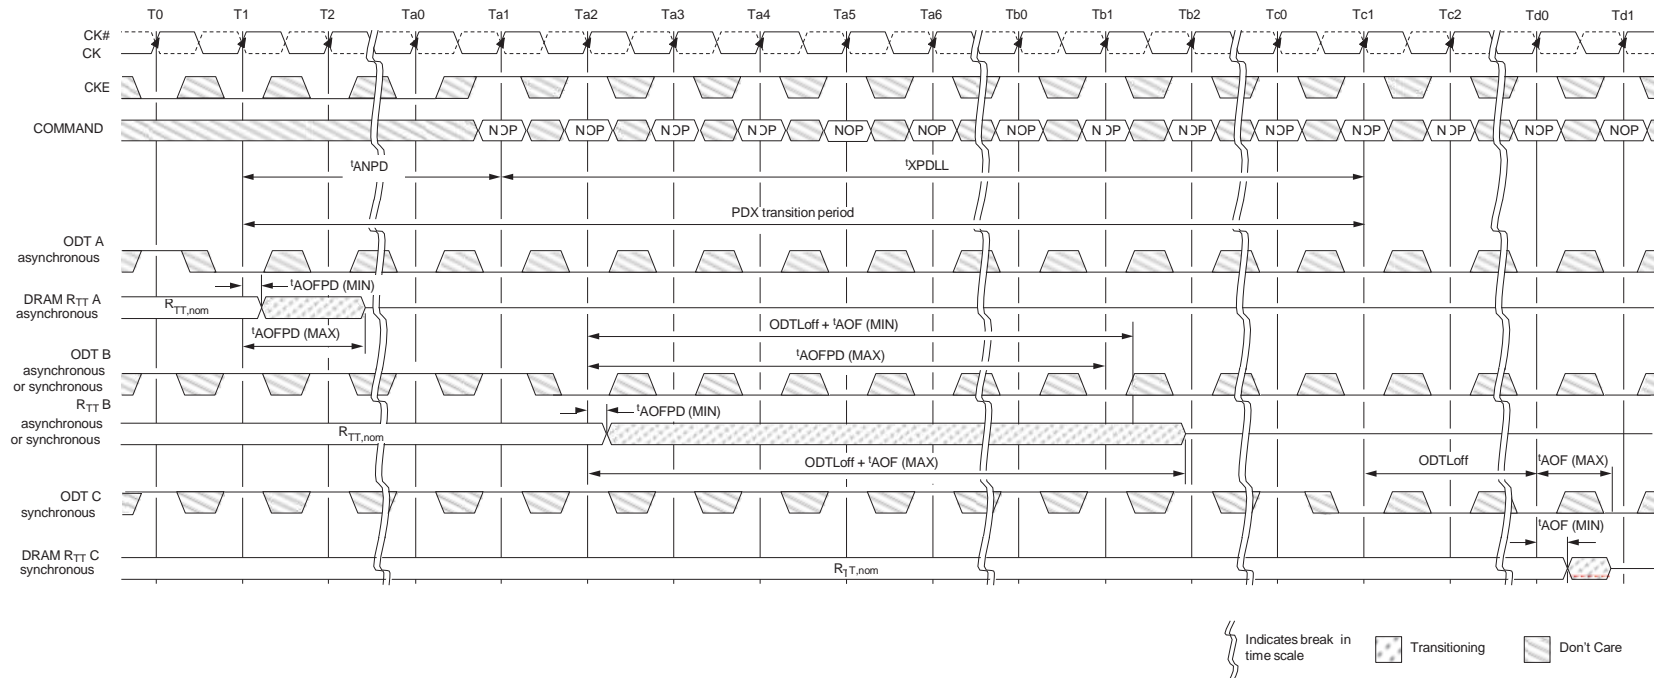 T0 T1 T2 Ta0 Ta1 Ta2 Ta3 Ta4 Ta5 Ta6 Tb0 Tb1 Tb2 Tc0 Tc1 Tc2 Td0 Td1
CK#
CK
CKE
COMMAND
NOP NOP NOP NOP NOP NOP NOP NOP NOP NOP NOP NOP NOP NOP
tANPD
tXPDLL
PDX transition period
ODT A
asynchronous
tAOFPD (MIN)
DRAM RTT A
asynchronous
RTT,nom
tAOFPD (MAX)
ODTLoff + tAOF (MIN)
tAOFPD (MAX)
ODT B
asynchronous
or synchronous
RTT B
asynchronous
or synchronous
tAOFPD (MIN)
RTT,nom
ODTLoff + tAOF (MAX)
ODTLoff
tAOF (MAX)
ODT C
synchronous
tAOF (MIN)
DRAM RTT C
synchronous
RTT,nom
Indicates break in
time scale
Transitioning
Don't Care